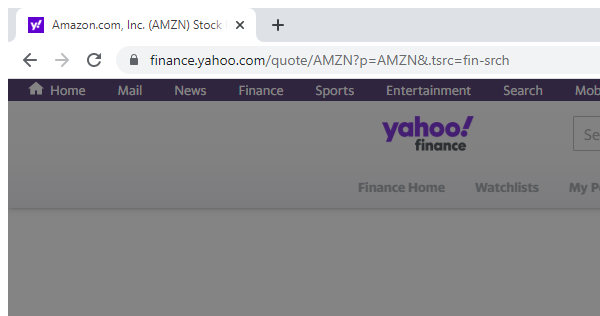 Amazon.com, Inc. (AMZN) Stock
finance.yahoo.com/quote/AMZN?p=AMZN&.tsrc=fin-srch
Home Mail News Finance Sports Entertainment Search Mob
yahoo!
finance
Se
Finance Home Watchlists My P